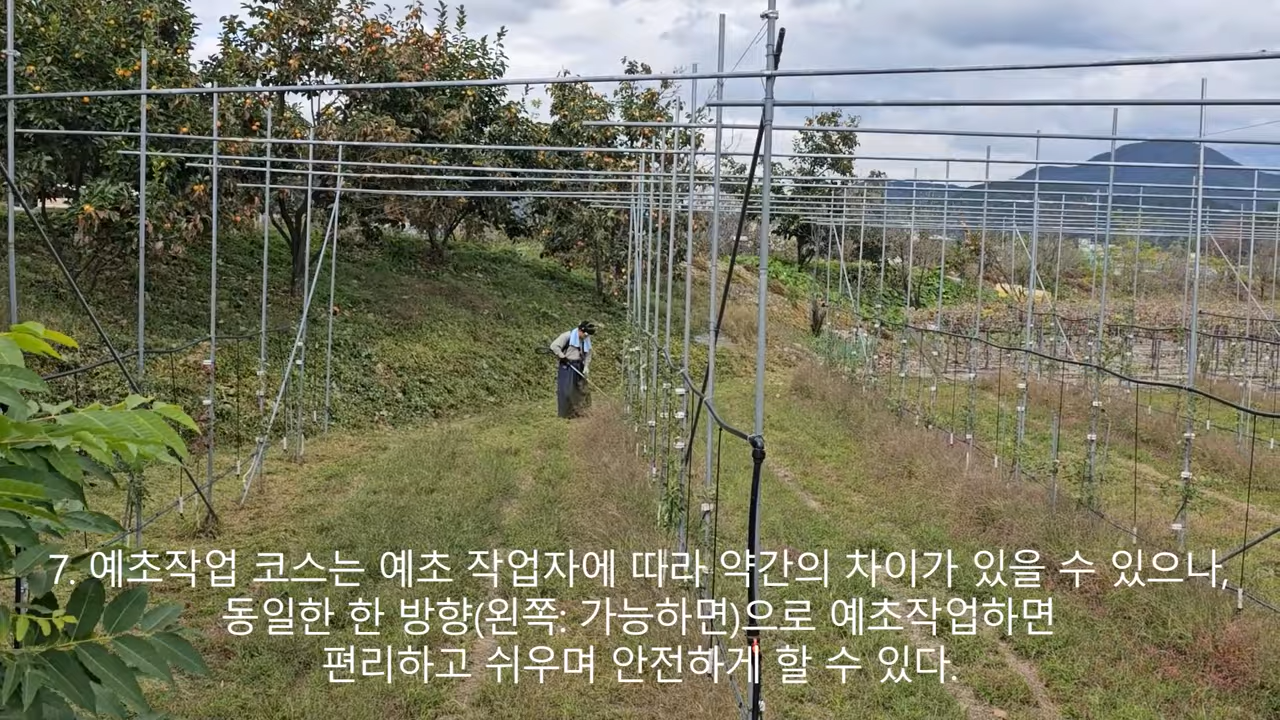 7. 예초작업 코스는 예초 작업자에 따라 약간의 차이가 있을 수 있으나,
동일한 한 방향(왼쪽: 가능하면)으로 예초작업하면
편리하고 쉬우며 안전하게 할 수 있다.